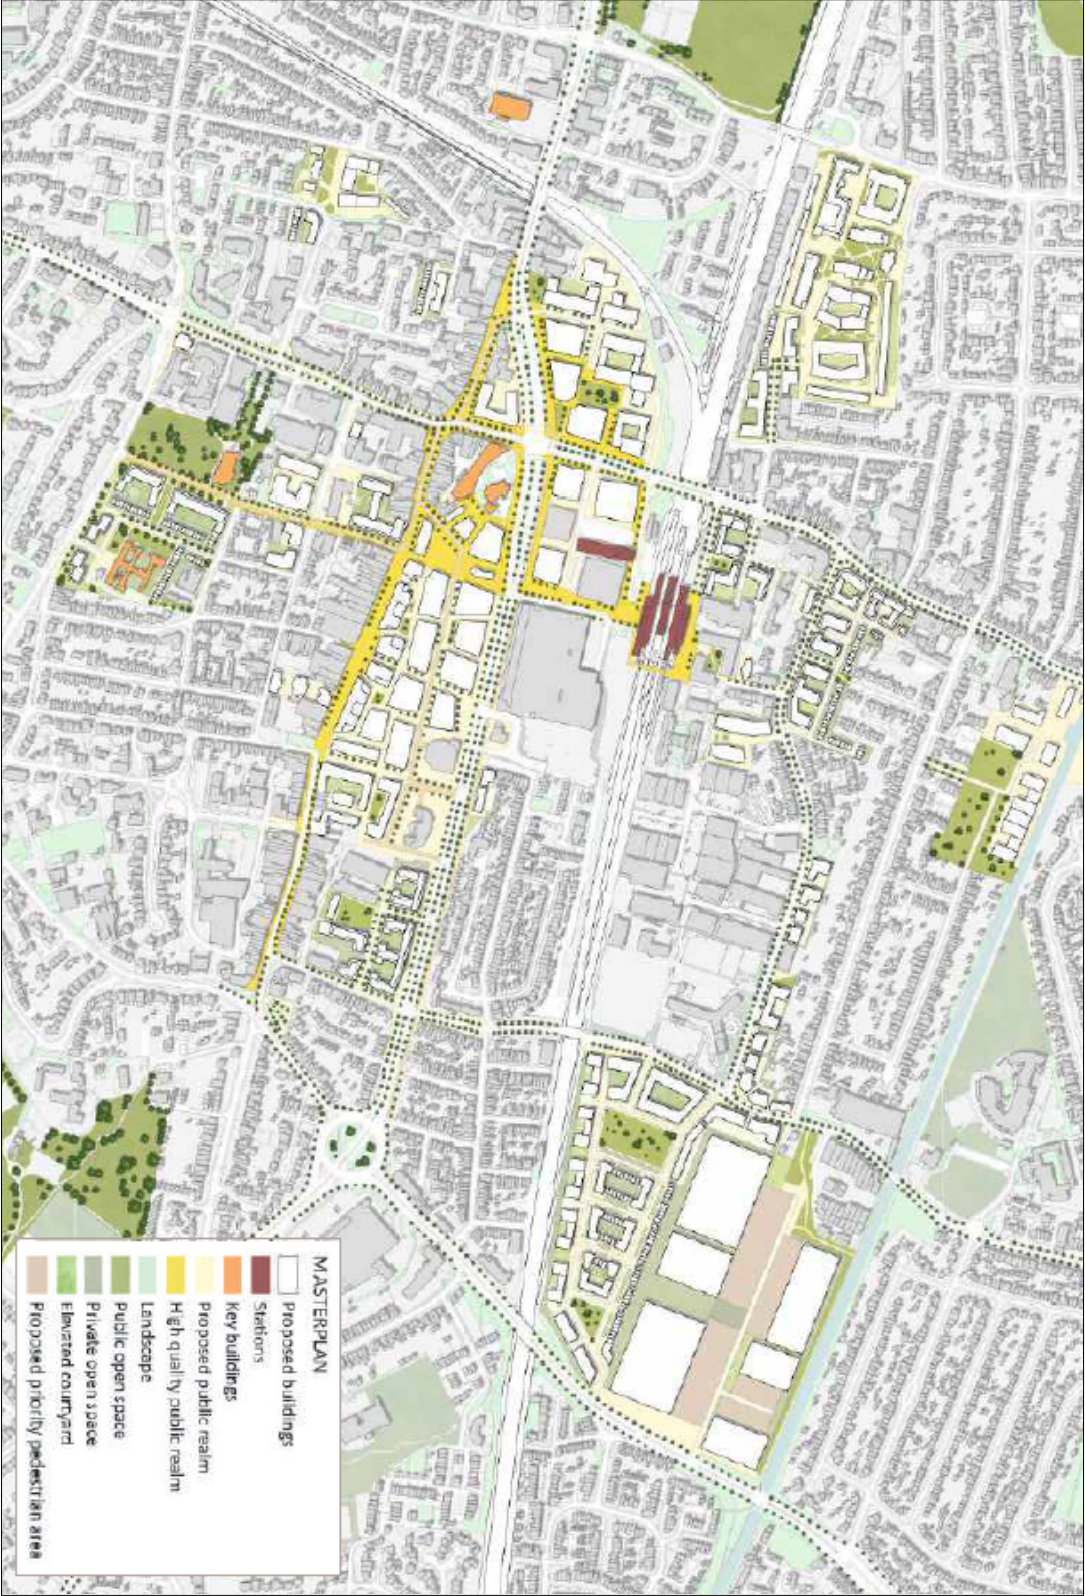 MASTERPLAN
Proposed buildings
Stations
Key buildings
Proposed public realm
High quality public realm
Landscape
Public open space
Private open space
Elevated courtyard
Proposed priority pedestrian area